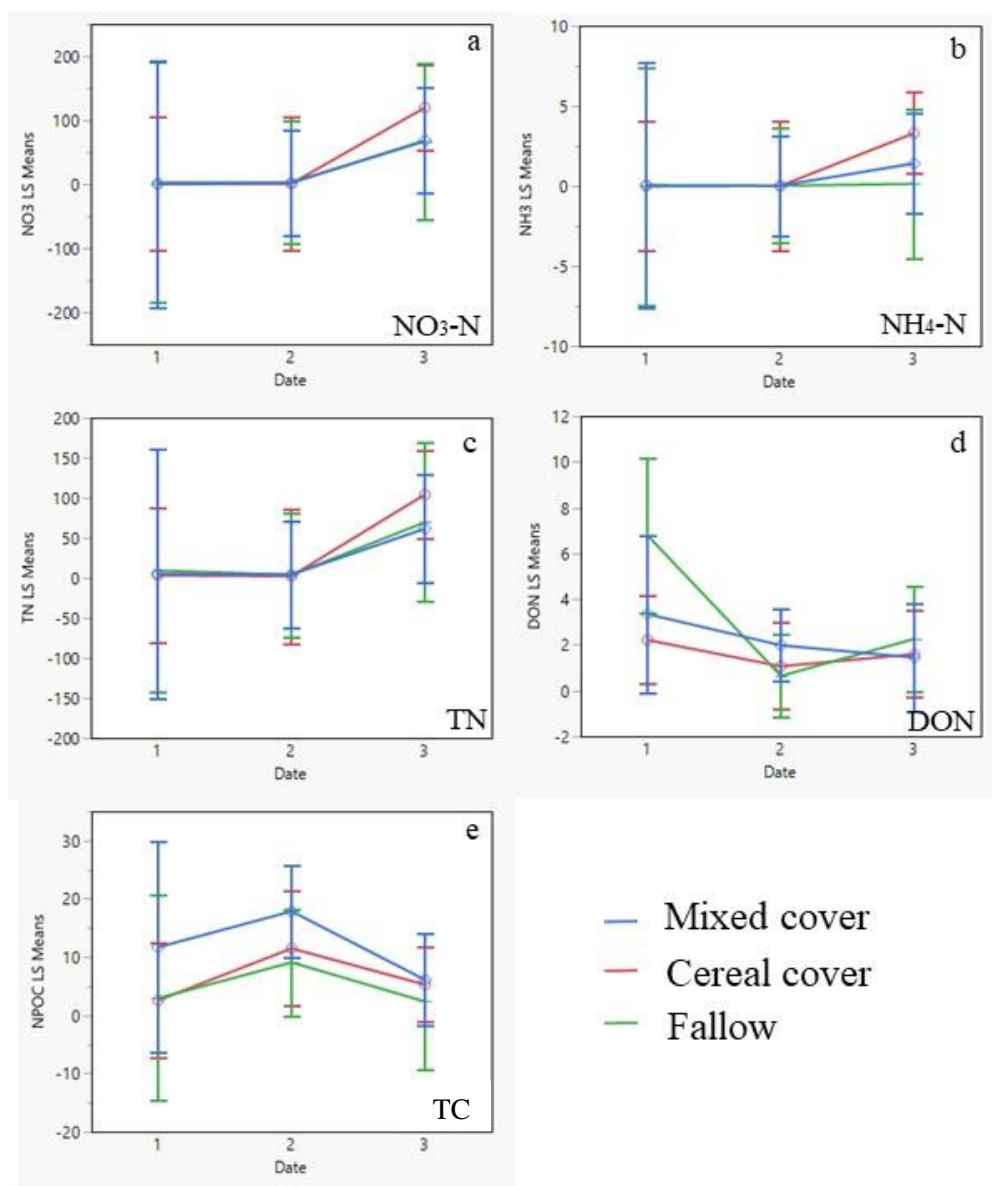 a
NO3 LS Means
200
100
0
-100
-200
NO3-N
1
2
3
Date
b
NH3 LS Means
10
5
0
-5
-10
NH4-N
1
2
3
Date
c
TN LS Means
200
150
100
50
0
-50
-100
-150
-200
TN
1
2
3
Date
d
DON LS Means
12
10
8
6
4
2
0
-2
DON
1
2
3
Date
e
NPOC LS Means
30
20
10
0
-10
-20
TC
1
2
3
Date
Mixed cover
Cereal cover
Fallow